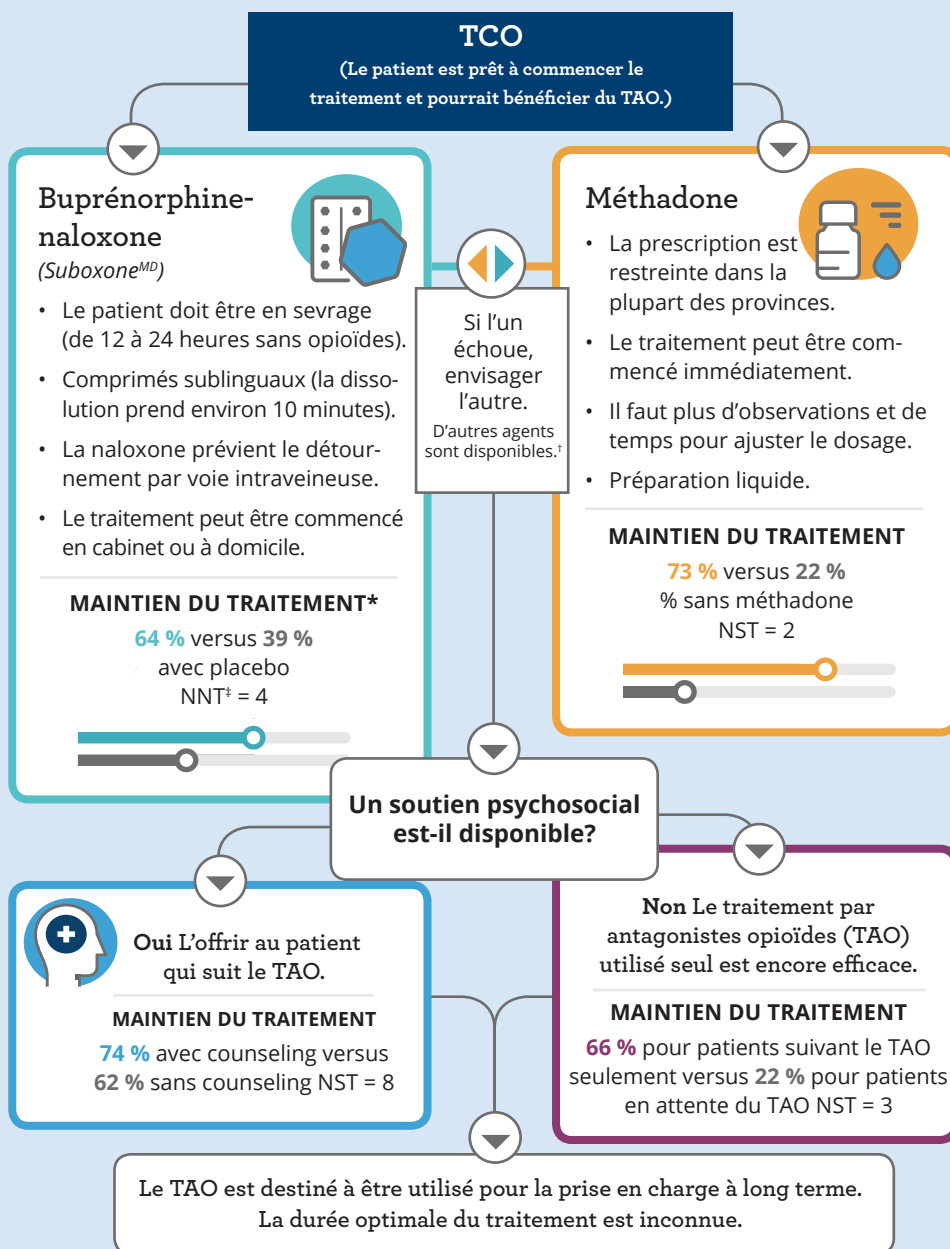 TCO
(Le patient est prêt à commencer le
traitement et pourrait bénéficier du TAO.)
Buprénorphine-
naloxone
(Suboxoneᴹᴰ)
• Le patient doit être en sevrage
(de 12 à 24 heures sans opioïdes).
• Comprimés sublinguaux (la disso-
lution prend environ 10 minutes).
• La naloxone prévient le détour-
nement par voie intraveineuse.
• Le traitement peut être commencé
en cabinet ou à domicile.
MAINTIEN DU TRAITEMENT*
64 % versus 39 %
avec placebo
NNT‡ = 4
Si l’un
échoue,
envisager
l’autre.
D’autres agents
sont disponibles.†
Méthadone
• La prescription est
restreinte dans la
plupart des provinces.
• Le traitement peut être com-
mencé immédiatement.
• Il faut plus d’observations et de
temps pour ajuster le dosage.
• Préparation liquide.
MAINTIEN DU TRAITEMENT
73 % versus 22 %
% sans méthadone
NST = 2
Un soutien psychosocial
est-il disponible?
Oui L’offrir au patient
qui suit le TAO.
MAINTIEN DU TRAITEMENT
74 % avec counseling versus
62 % sans counseling NST = 8
Non Le traitement par
antagonistes opioïdes (TAO)
utilisé seul est encore efficace.
MAINTIEN DU TRAITEMENT
66 % pour patients suivant le TAO
seulement versus 22 % pour patients
en attente du TAO NST = 3
Le TAO est destiné à être utilisé pour la prise en charge à long terme.
La durée optimale du traitement est inconnue.